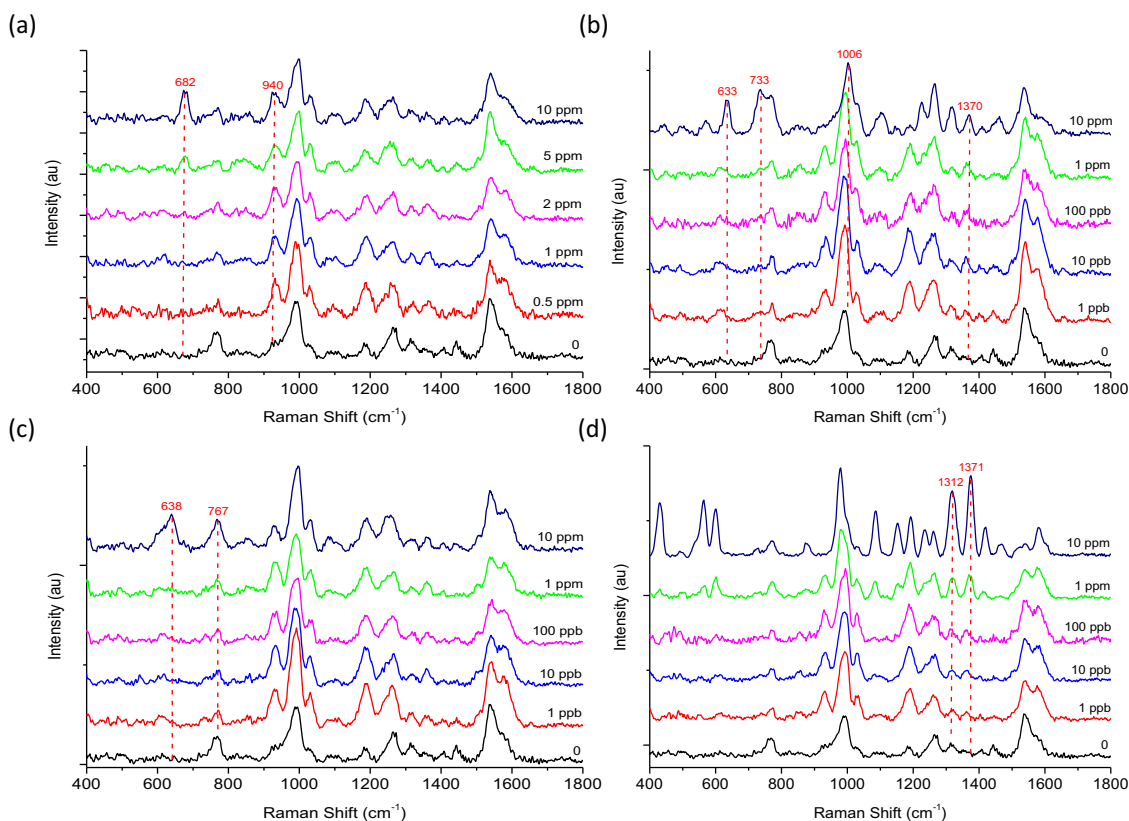 (a)
682
940
10 ppm
5 ppm
2 ppm
1 ppm
0.5 ppm
0
Intensity (au)
400 600 800 1000 1200 1400 1600 1800
Raman Shift (cm⁻¹)
(b)
633
733
1006
1370
10 ppm
1 ppm
100 ppb
10 ppb
1 ppb
0
Intensity (au)
400 600 800 1000 1200 1400 1600 1800
Raman Shift (cm⁻¹)
(c)
638
767
10 ppm
1 ppm
100 ppb
10 ppb
1 ppb
0
Intensity (au)
400 600 800 1000 1200 1400 1600 1800
Raman Shift (cm⁻¹)
(d)
1371
1312
10 ppm
1 ppm
100 ppb
10 ppb
1 ppb
0
Intensity (au)
400 600 800 1000 1200 1400 1600 1800
Raman Shift (cm⁻¹)